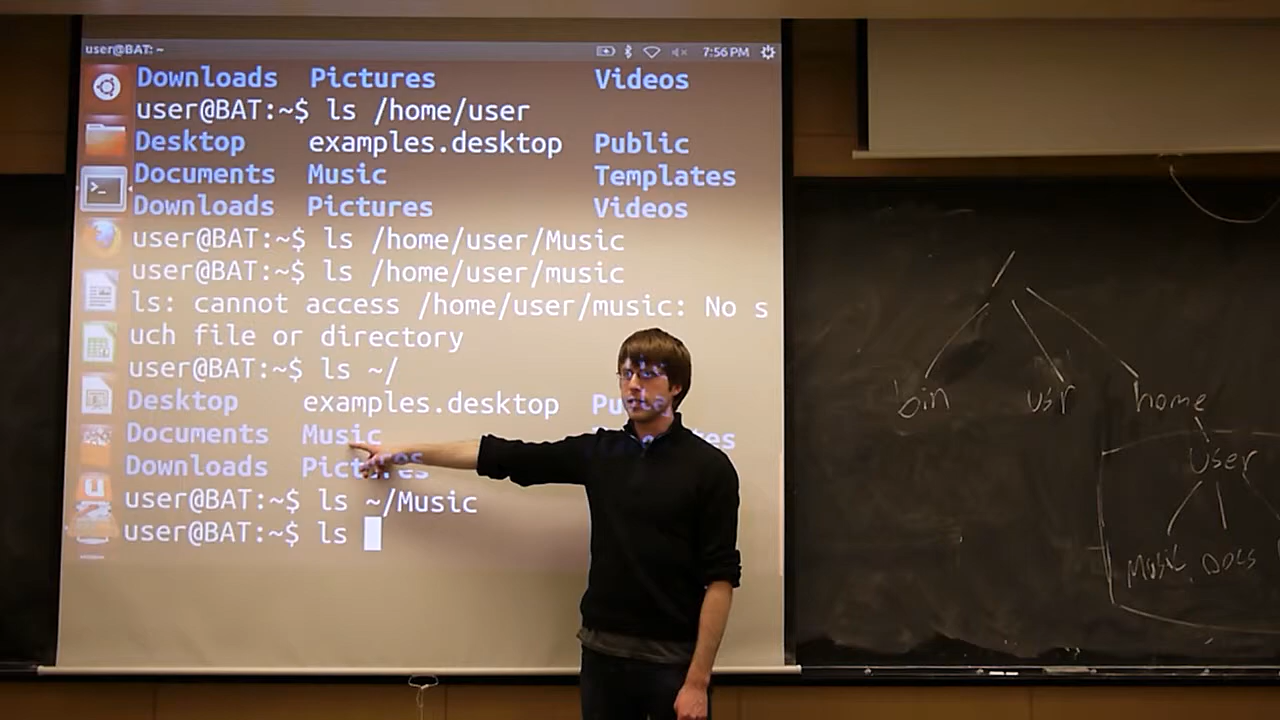 user@BAT: ~ 7:56 PM
Downloads Pictures Videos
user@BAT:~$ ls /home/user
Desktop examples.desktop Public
Documents Music Templates
Downloads Pictures Videos
user@BAT:~$ ls /home/user/Music
user@BAT:~$ ls /home/user/music
ls: cannot access /home/user/music: No s
uch file or directory
user@BAT:~$ ls ~/
Desktop examples.desktop
Documents Music
Downloads Pictures
user@BAT:~$ ls ~/Music
user@BAT:~$ ls
/
bin usr home
user
Music Docs